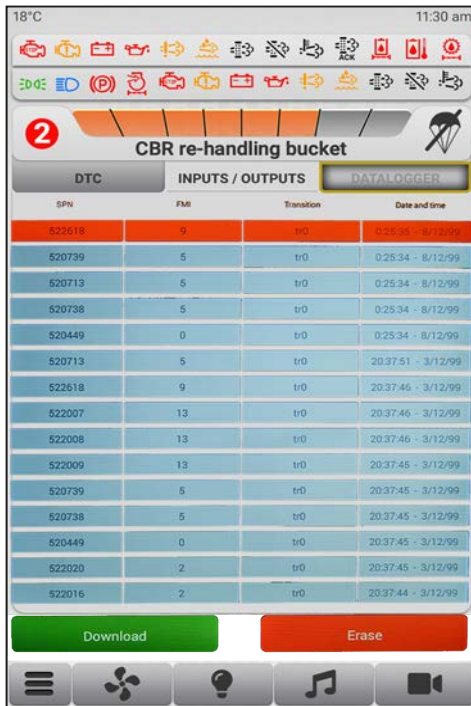 18°C 11:30 am
STOP
ACK
STOP
2
CBR re-handling bucket
DTC INPUTS / OUTPUTS DATALOGGER
SPN FMI Transition Date and time
522618 9 tr0 0:25:35 - 8/12/99
520739 5 tr0 0:25:34 - 8/12/99
520713 5 tr0 0:25:34 - 8/12/99
520738 5 tr0 0:25:34 - 8/12/99
520449 0 tr0 0:25:34 - 8/12/99
520713 5 tr0 20:37:51 - 3/12/99
522618 9 tr0 20:37:46 - 3/12/99
522007 13 tr0 20:37:46 - 3/12/99
522008 13 tr0 20:37:46 - 3/12/99
522009 13 tr0 20:37:45 - 3/12/99
520739 5 tr0 20:37:45 - 3/12/99
520738 5 tr0 20:37:45 - 3/12/99
520449 0 tr0 20:37:45 - 3/12/99
522020 2 tr0 20:37:45 - 3/12/99
522016 2 tr0 20:37:44 - 3/12/99
Download Erase